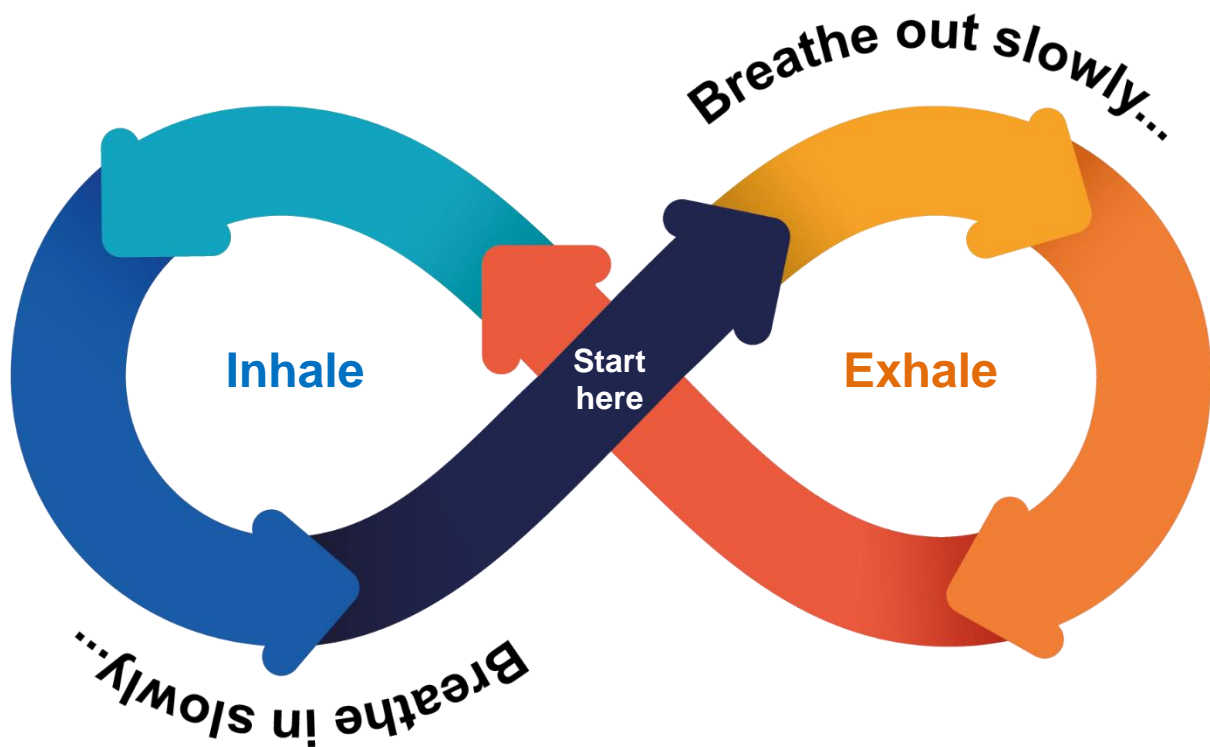 Breathe out slowly...
Inhale
Start
here
Exhale
Breathe in slowly...